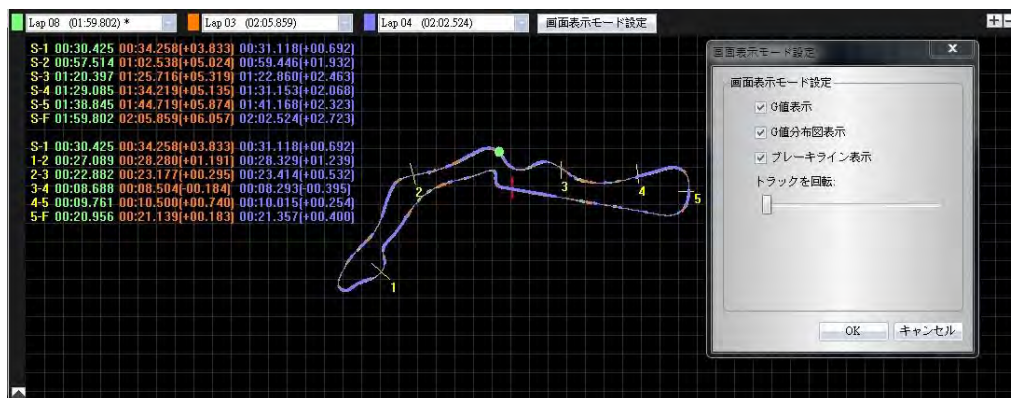 Lap 08 (01:59.802) * Lap 03 (02:05.859) Lap 04 (02:02.524) 画面表示モード設定
S-1 00:30.425 00:34.258(+03.833) 00:31.118(+00.692)
S-2 00:57.514 01:02.538(+05.024) 00:59.446(+01.932)
S-3 01:20.397 01:25.716(+05.319) 01:22.860(+02.463)
S-4 01:29.085 01:34.219(+05.135) 01:31.153(+02.068)
S-5 01:38.845 01:44.719(+05.874) 01:41.168(+02.323)
S-F 01:59.802 02:05.859(+06.057) 02:02.524(+02.723)
S-1 00:30.425 00:34.258(+03.833) 00:31.118(+00.692)
1-2 00:27.089 00:28.280(+01.191) 00:28.329(+01.239)
2-3 00:22.882 00:23.177(+00.295) 00:23.414(+00.532)
3-4 00:08.688 00:08.504(-00.184) 00:08.293(-00.395)
4-5 00:09.761 00:10.500(+00.740) 00:10.015(+00.254)
5-F 00:20.956 00:21.139(+00.183) 00:21.357(+00.400)
1
2
3
4
5
画面表示モード設定
X
画面表示モード設定
G値表示
G値分布図表示
ブレーキライン表示
トラックを回転:
OK キャンセル